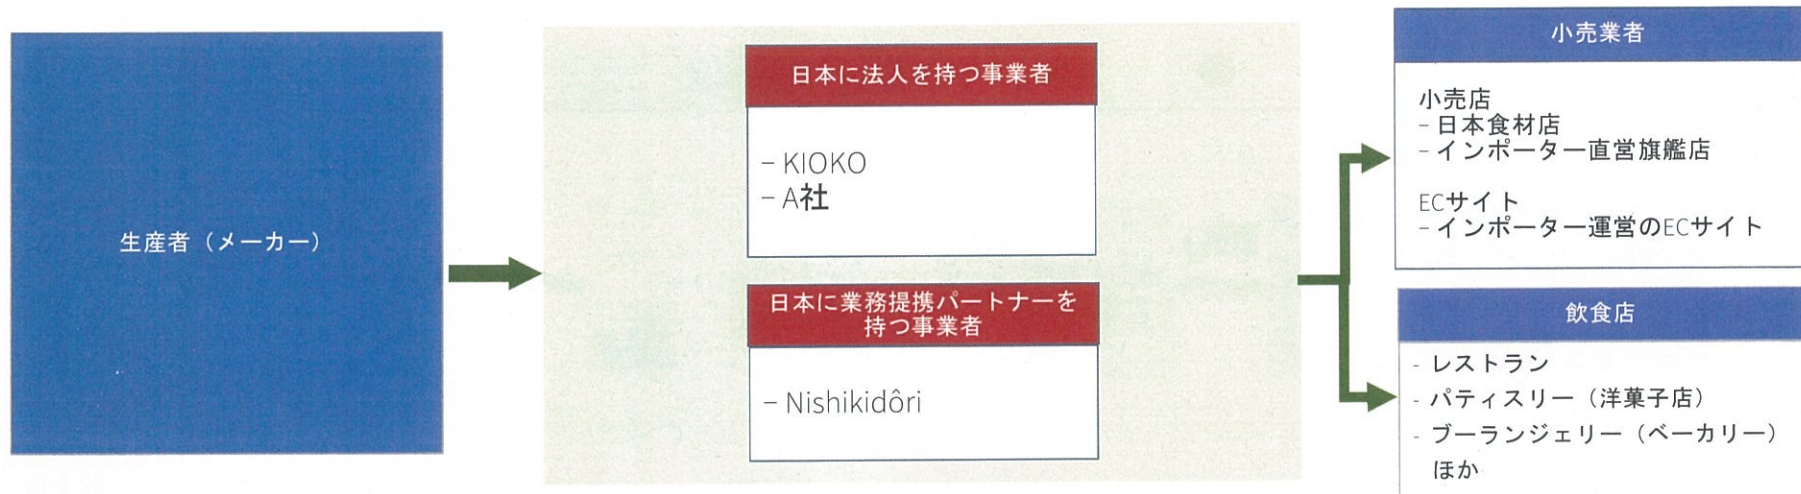 生産者（メーカー）
日本に法人を持つ事業者
– KIOKO
– A社
日本に業務提携パートナーを
持つ事業者
– Nishikidôri
小売業者
小売店
– 日本食材店
– インポーター直営旗艦店
ECサイト
– インポーター運営のECサイト
飲食店
- レストラン
- パティスリー（洋菓子店）
- ブーランジェリー（ベーカリー）
ほか